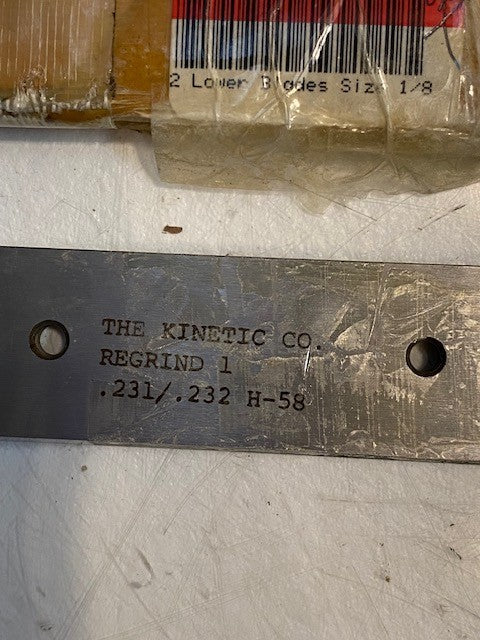 2 Lower Blades Size 1/8
THE KINETIC CO.
REGRIND 1
.231/.232 H-58